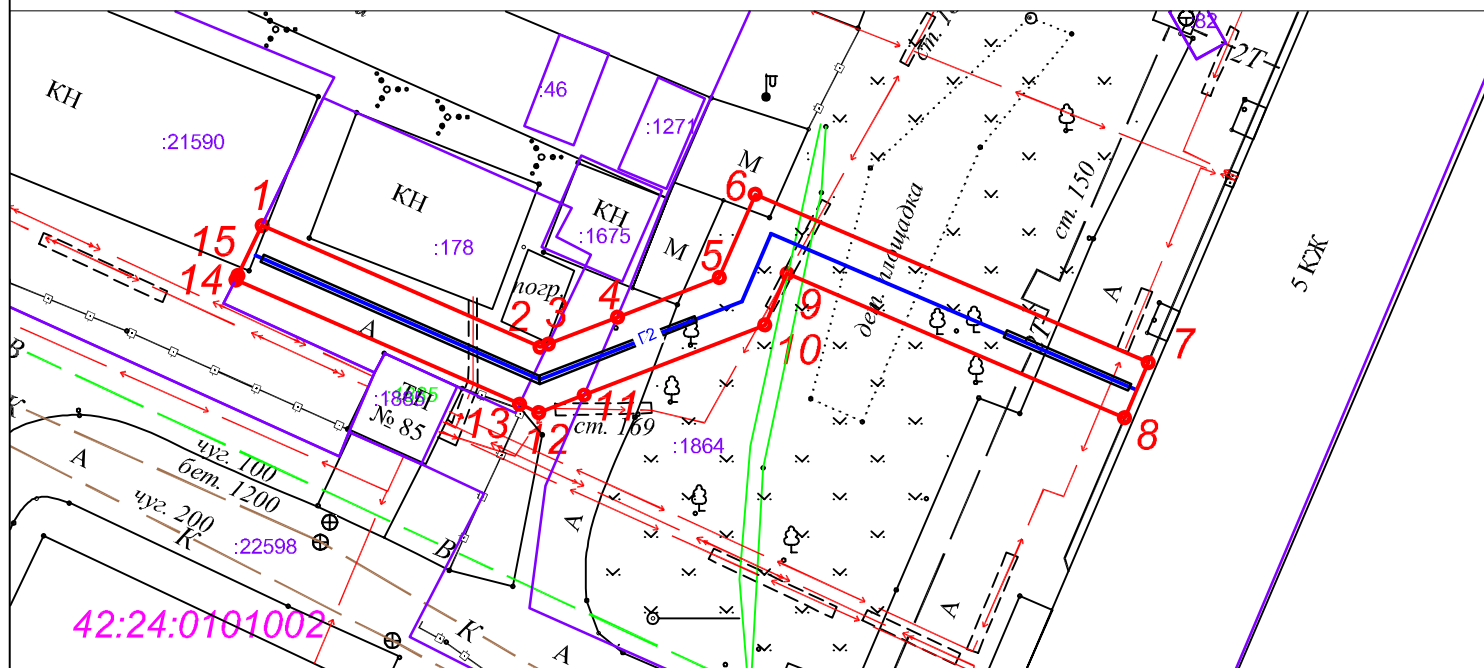 82
2Т
КН
:46
:1271
:21590
М
ст. 150
6
1
КН
КН
:178
:1675
М
5
дет. площадка
5 КЖ
15
14
погр.
4
А
2
3
9
Г2
10
7
А
В
ТП
:1885
№ 85
К
13
12
11
8
ст. 169
:1864
чуг. 100
А
бет. 1200
чуг. 200
К
А
:22598
В
А
42:24:0101002
К
А